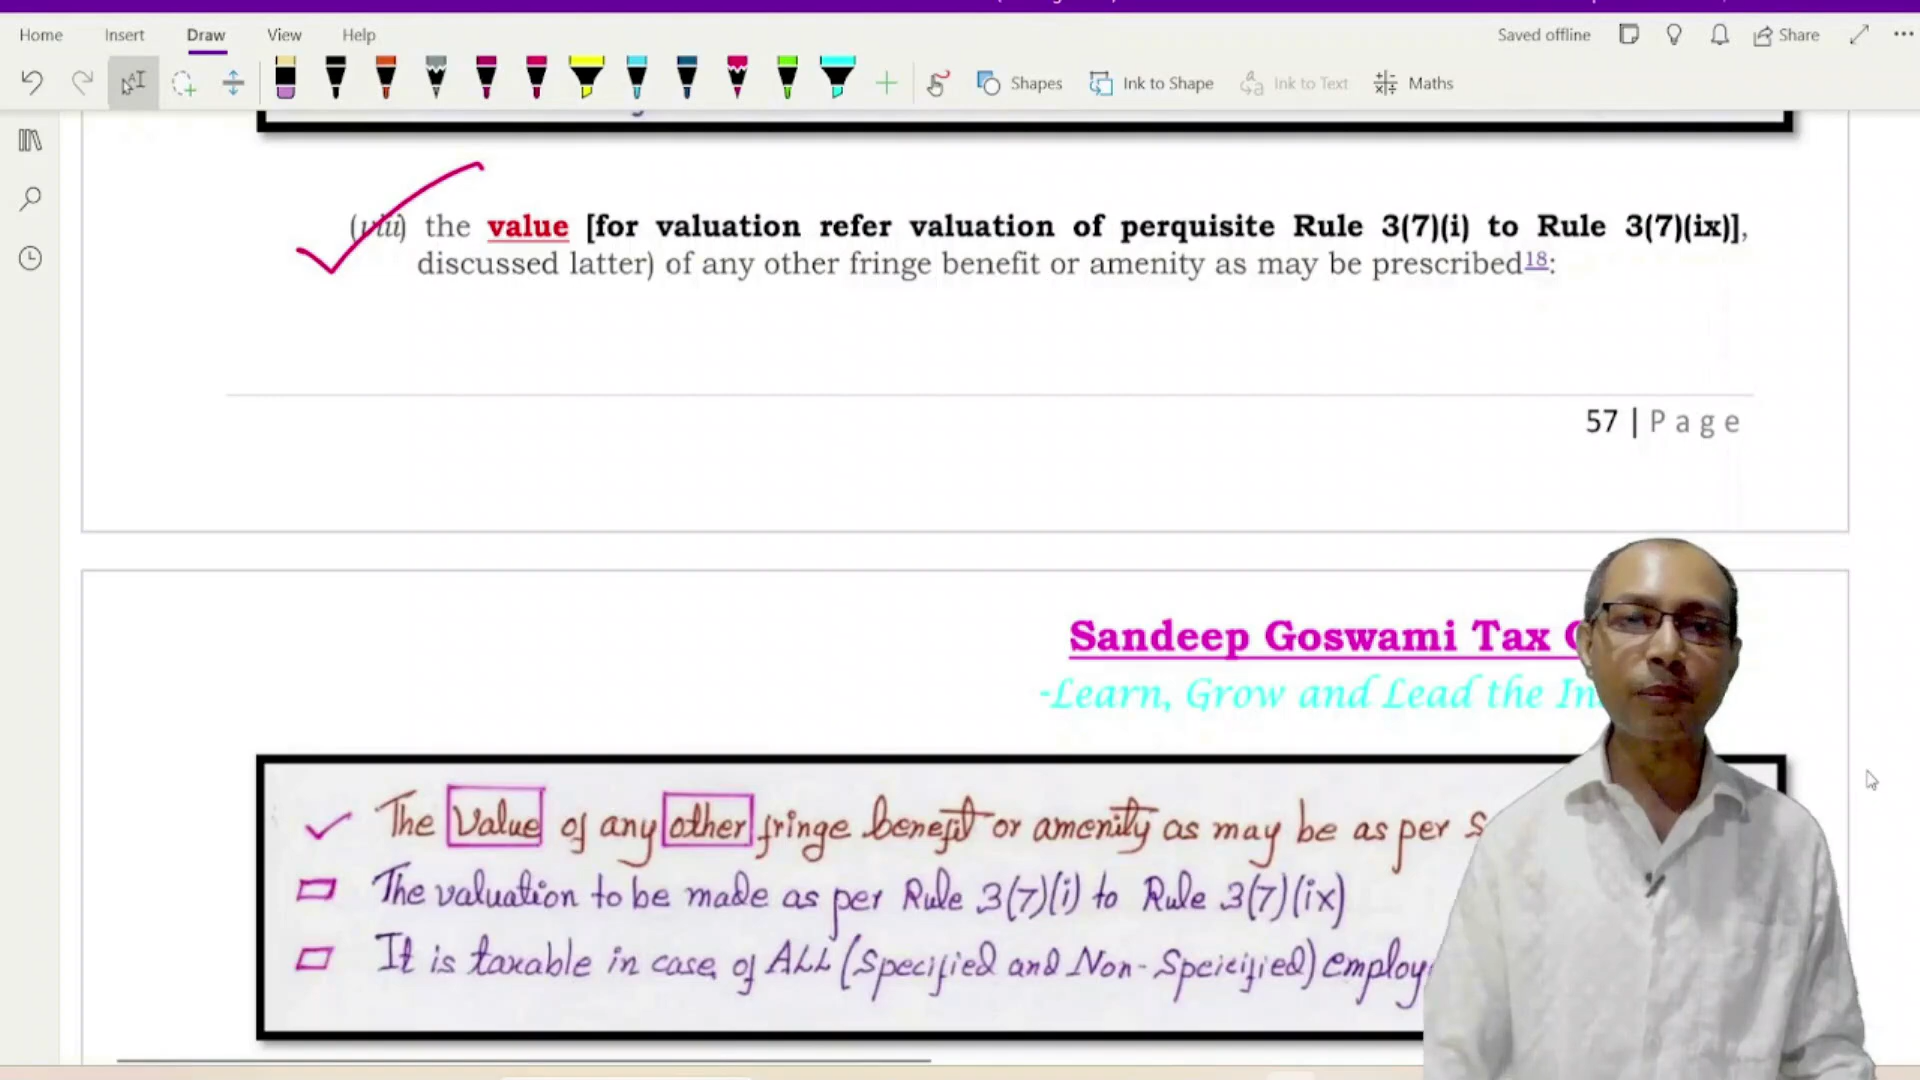 Home Insert Draw View Help Saved offline Share
Shapes Ink to Shape Ink to Text Maths
(viii) the value [for valuation refer valuation of perquisite Rule 3(7)(i) to Rule 3(7)(ix)],
discussed latter) of any other fringe benefit or amenity as may be prescribed18:
57 | Page
Sandeep Goswami Tax
-Learn, Grow and Lead the
The Value of any other fringe benefit or amenity as may be as per
The valuation to be made as per Rule 3(7)(i) to Rule 3(7)(ix)
It is taxable in case of ALL (Specified and Non-Speicified)